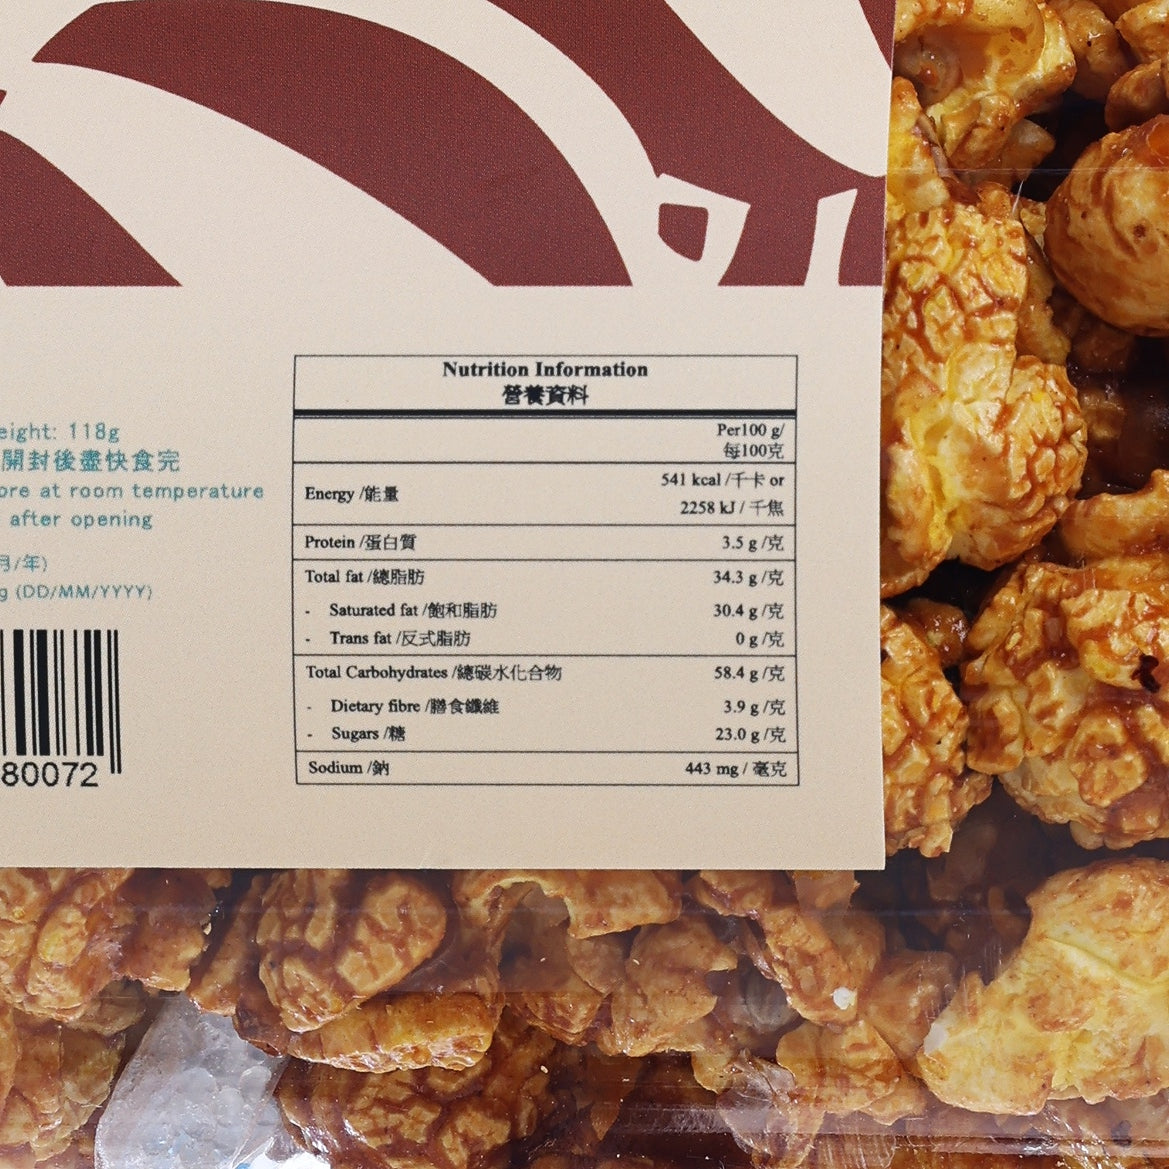 eight: 118g
開封後盡快食完
ore at room temperature
after opening
月/年)
g (DD/MM/YYYY)
80072
Nutrition Information
營養資料
Per100 g/
每100克
Energy /能量 541 kcal /千卡 or
2258 kJ / 千焦
Protein /蛋白質 3.5 g /克
Total fat /總脂肪 34.3 g /克
- Saturated fat /飽和脂肪 30.4 g /克
- Trans fat /反式脂肪 0 g /克
Total Carbohydrates /總碳水化合物 58.4 g /克
- Dietary fibre /膳食纖維 3.9 g /克
- Sugars /糖 23.0 g /克
Sodium /鈉 443 mg / 毫克